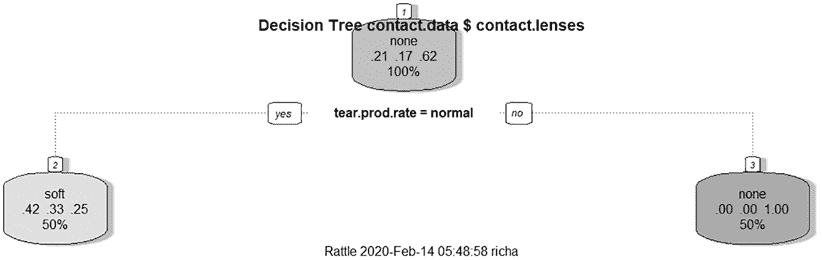 1
Decision Tree contact.data $ contact.lenses
none
.21 .17 .62
100%
yes
tear.prod.rate = normal
no
2
soft
.42 .33 .25
50%
3
none
.00 .00 1.00
50%
Rattle 2020-Feb-14 05:48:58 richa